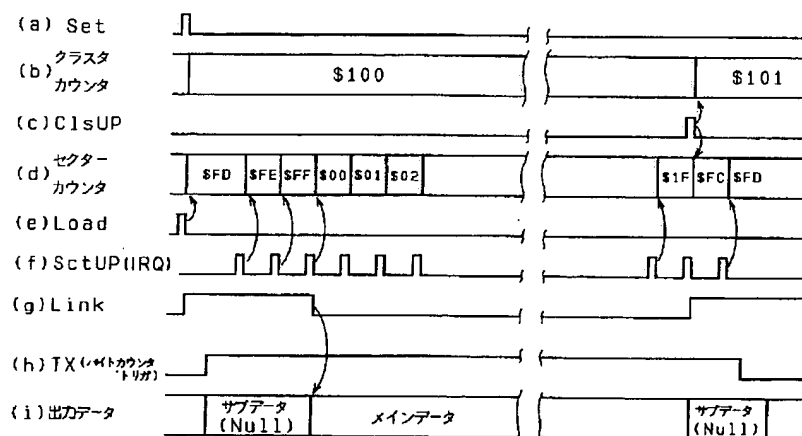 (a) Set
(b) クラスタ カウンタ $100 $101
(c) ClsUP
(d) セクター カウンタ $FD $FE $FF $00 $01 $02 $1F $FC $FD
(e) Load
(f) SctUP(IRQ)
(g) Link
(h) TX (バイトカウンタ トリガ)
(i) 出力データ サブデータ (Null) メインデータ サブデータ (Null)